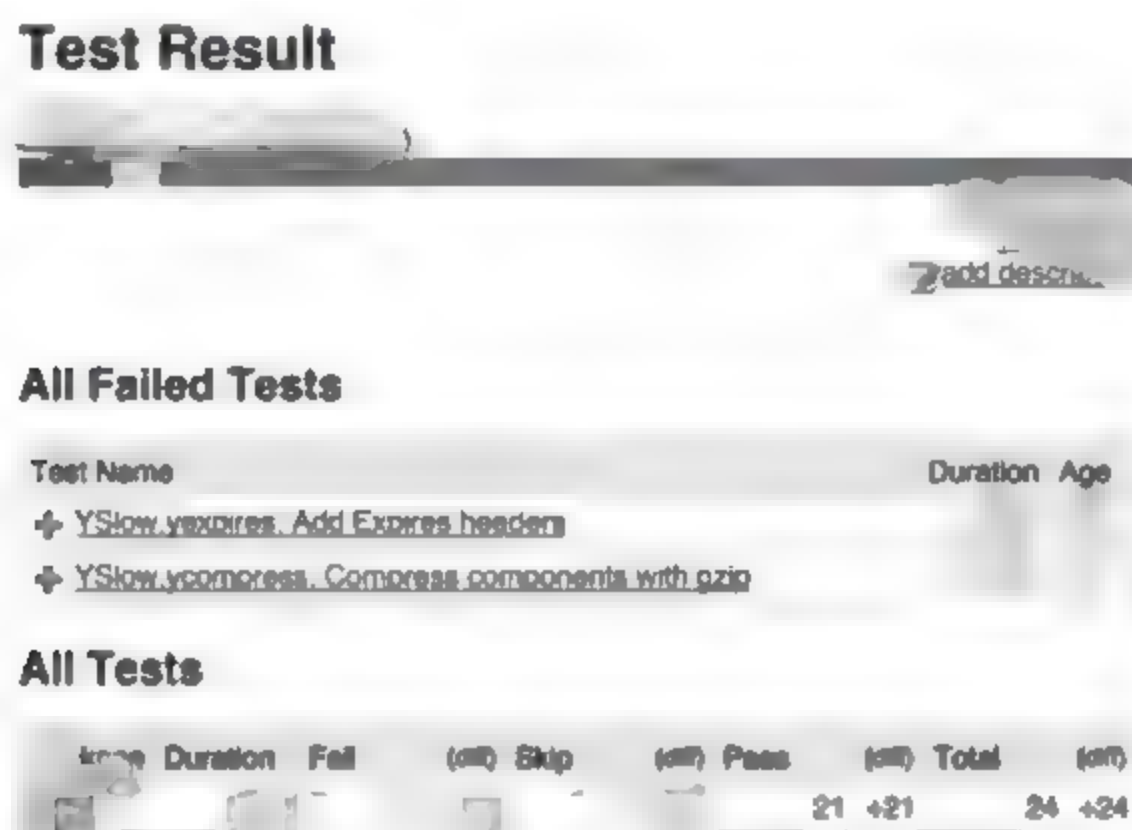 Test Result
add
All Failed Tests
Test Name Duration Age
YSlow.yexpires. Add Expires headers
YSlow.ycompress. Compress components with gzip
All Tests
Duration Fail (diff) Skip (diff) Pass (diff) Total (diff)
21 +21 24 +24